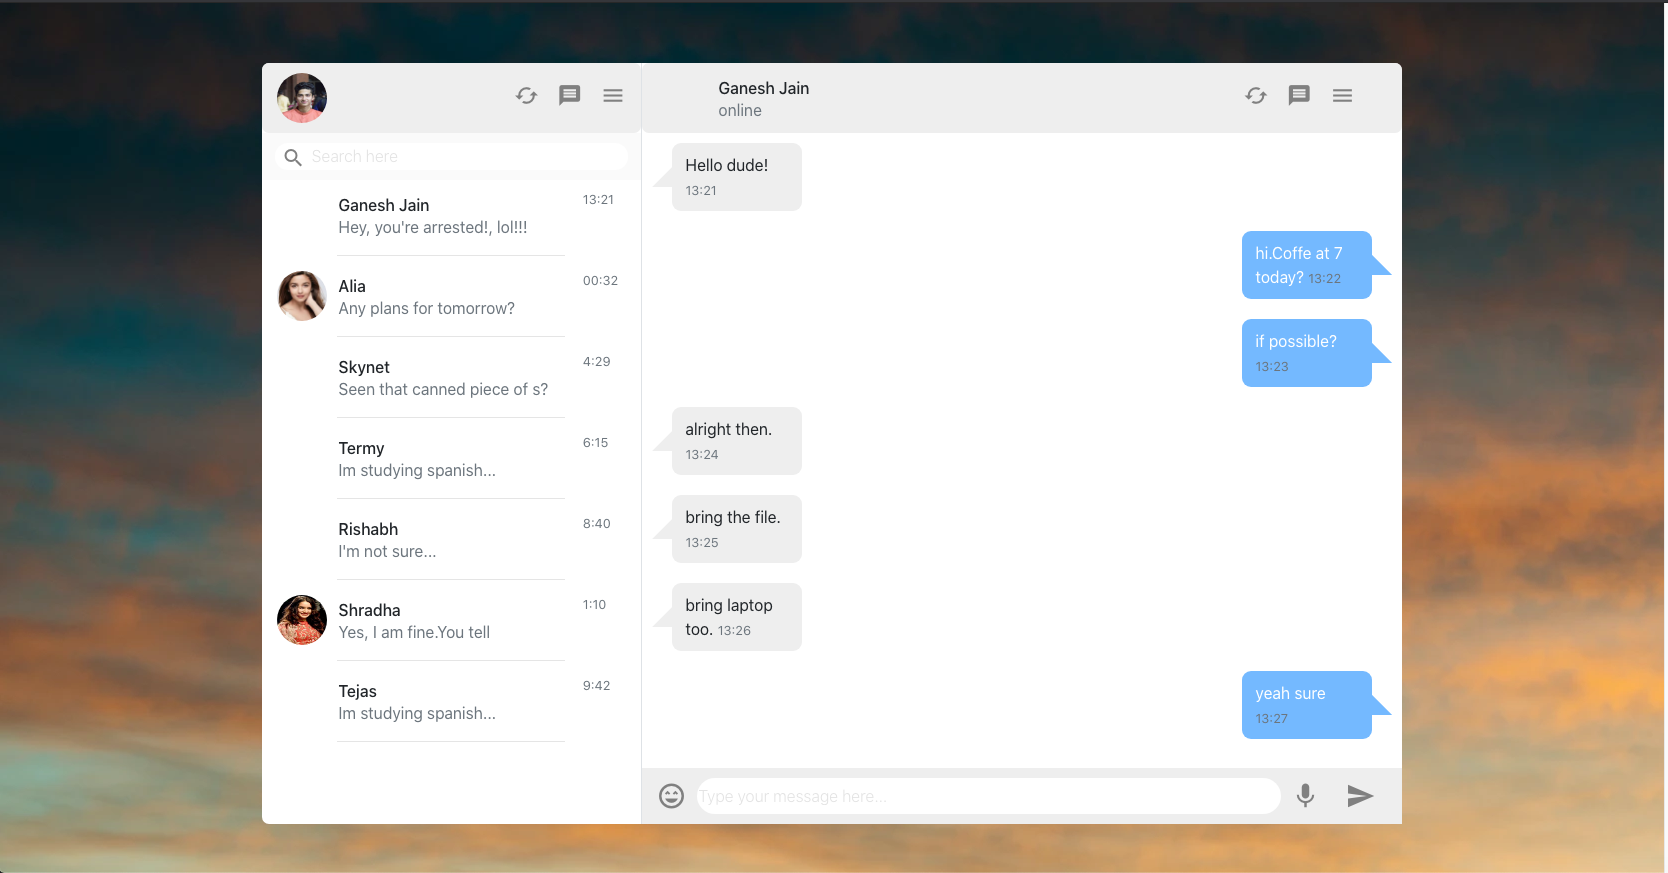 Search here
Ganesh Jain
13:21
Hey, you're arrested!, lol!!!
Alia
00:32
Any plans for tomorrow?
Skynet
4:29
Seen that canned piece of s?
Termy
6:15
Im studying spanish...
Rishabh
8:40
I'm not sure...
Shradha
1:10
Yes, I am fine.You tell
Tejas
9:42
Im studying spanish...
Ganesh Jain
online
Hello dude!
13:21
hi.Coffe at 7
today? 13:22
if possible?
13:23
alright then.
13:24
bring the file.
13:25
bring laptop
too. 13:26
yeah sure
13:27
Type your message here...